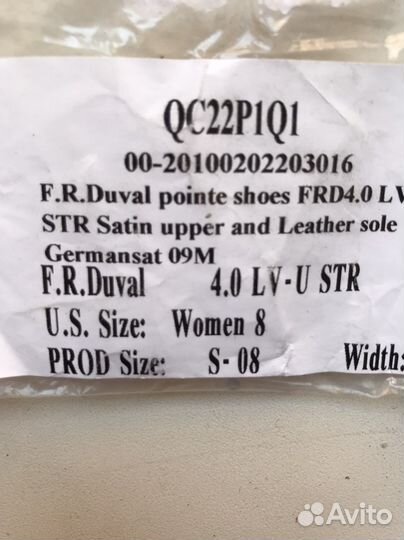 QC22P1Q1
00-20100202203016
F.R.Duval pointe shoes FRD4.0 LV
STR Satin upper and Leather sole
Germansat 09M
F.R.Duval 4.0 LV-U STR
U.S. Size: Women 8
PROD Size: S- 08 Width:
Avito